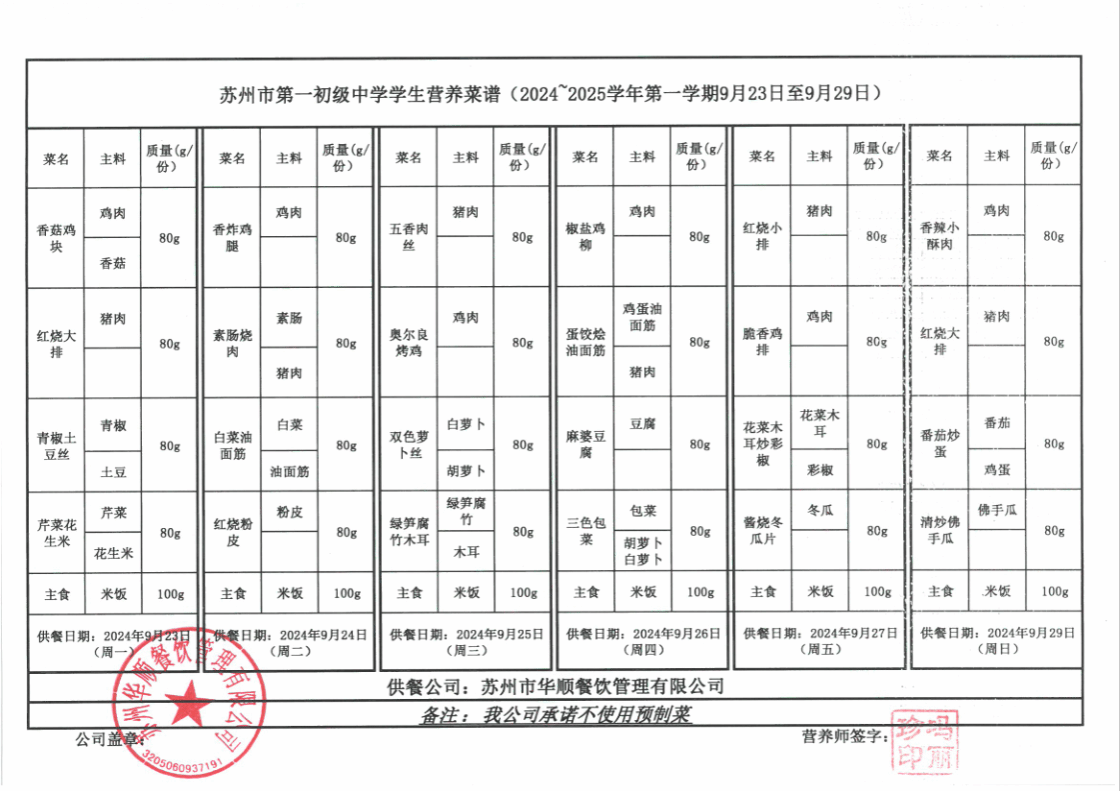 苏州市第一初级中学学生营养菜谱（2024~2025学年第一学期9月23日至9月29日）
菜名 主料 质量(g/份） 菜名 主料 质量(g/份） 菜名 主料 质量(g/份） 菜名 主料 质量(g/份） 菜名 主料 质量(g/份） 菜名 主料 质量(g/份）
香菇鸡块 鸡肉 香菇 80g 香炸鸡腿 鸡肉 80g 五香肉丝 猪肉 80g 椒盐鸡柳 鸡肉 80g 红烧小排 猪肉 80g 香辣小酥肉 鸡肉 80g
红烧大排 猪肉 80g 素肠烧肉 素肠 猪肉 80g 奥尔良烤鸡 鸡肉 80g 蛋饺烩油面筋 鸡蛋油面筋 猪肉 80g 脆香鸡排 鸡肉 80g 红烧大排 猪肉 80g
青椒土豆丝 青椒 土豆 80g 白菜油面筋 白菜 油面筋 80g 双色萝卜丝 白萝卜 胡萝卜 80g 麻婆豆腐 豆腐 80g 花菜木耳炒彩椒 花菜木耳 彩椒 80g 番茄炒蛋 番茄 鸡蛋 80g
芹菜花生米 芹菜 花生米 80g 红烧粉皮 粉皮 80g 绿笋腐竹木耳 绿笋腐竹 木耳 80g 三色包菜 包菜 胡萝卜白萝卜 80g 酱烧冬瓜片 冬瓜 80g 清炒佛手瓜 佛手瓜 80g
主食 米饭 100g 主食 米饭 100g 主食 米饭 100g 主食 米饭 100g 主食 米饭 100g 主食 米饭 100g
供餐日期：2024年9月23日（周一） 供餐日期：2024年9月24日（周二） 供餐日期：2024年9月25日（周三） 供餐日期：2024年9月26日（周四） 供餐日期：2024年9月27日（周五） 供餐日期：2024年9月29日（周日）
供餐公司：苏州市华顺餐饮管理有限公司
备注：我公司承诺不使用预制菜
公司盖章： 营养师签字：
苏州华顺餐饮管理有限公司
3205060937191
冯丽珍印